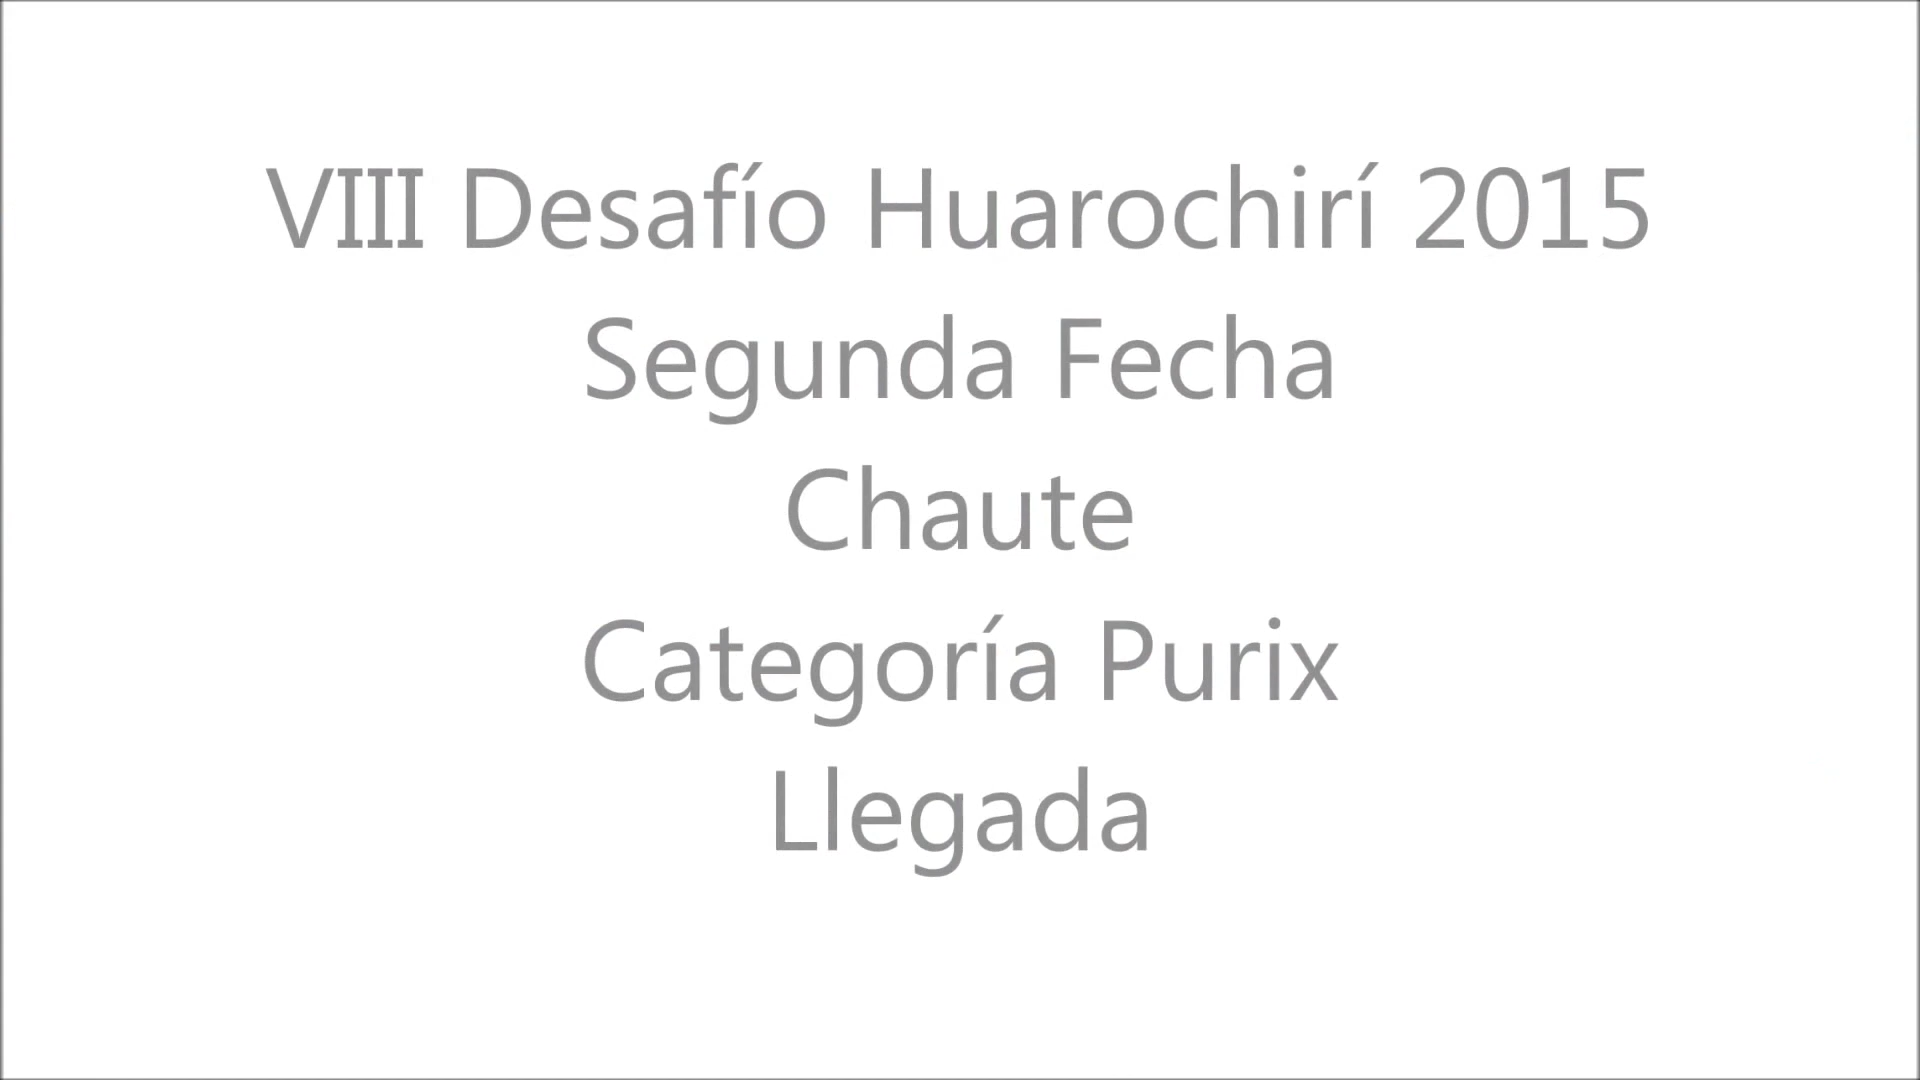 VIII Desafío Huarochirí 2015
Segunda Fecha
Chaute
Categoría Purix
Llegada